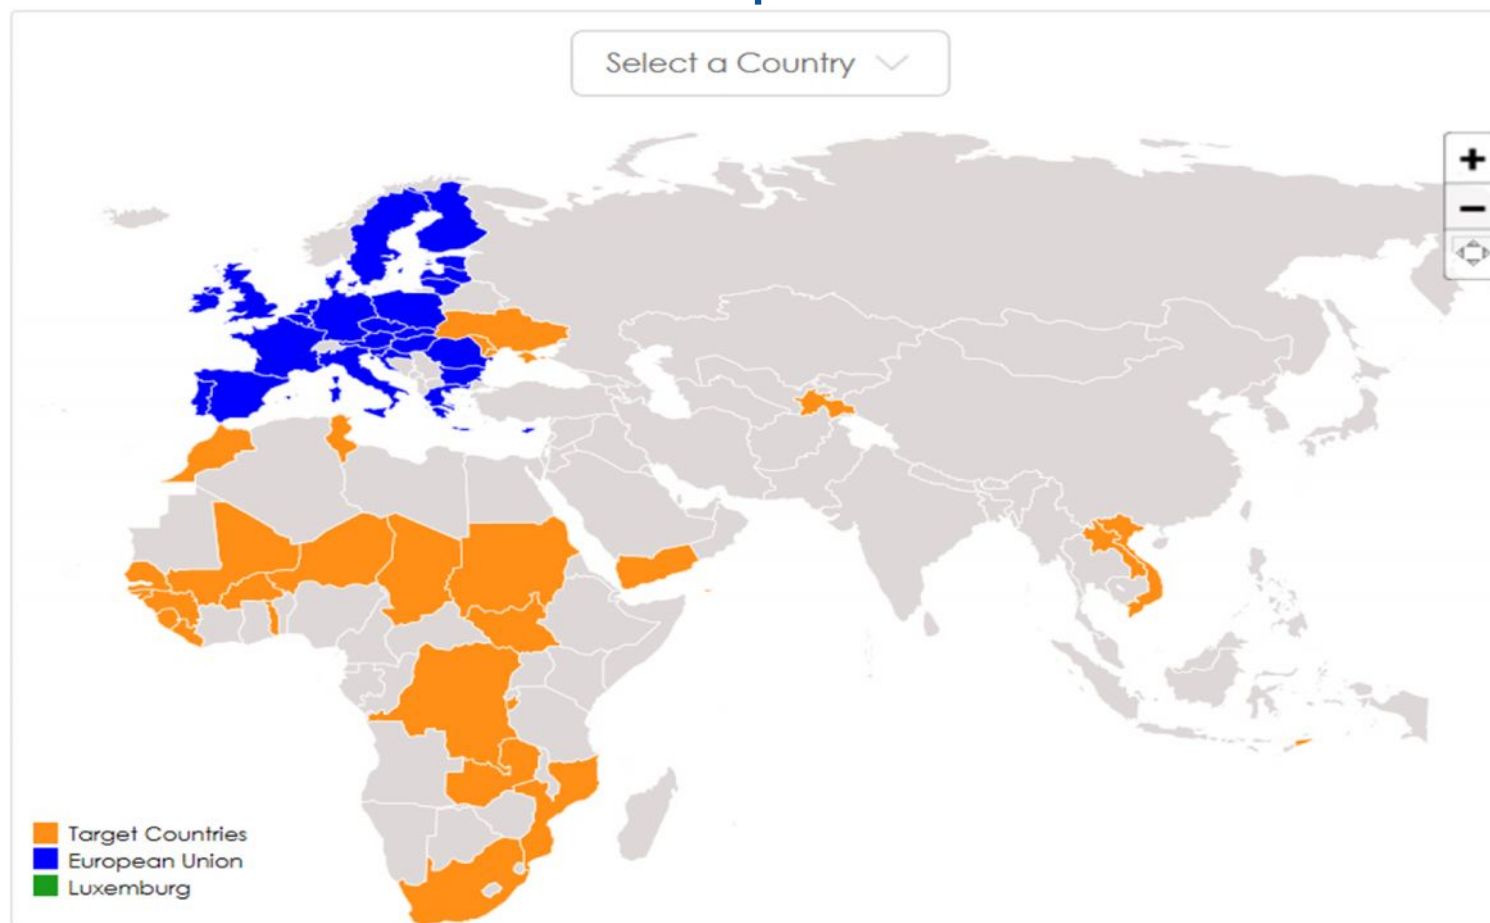 Select a Country
+
−
Target Countries
European Union
Luxemburg